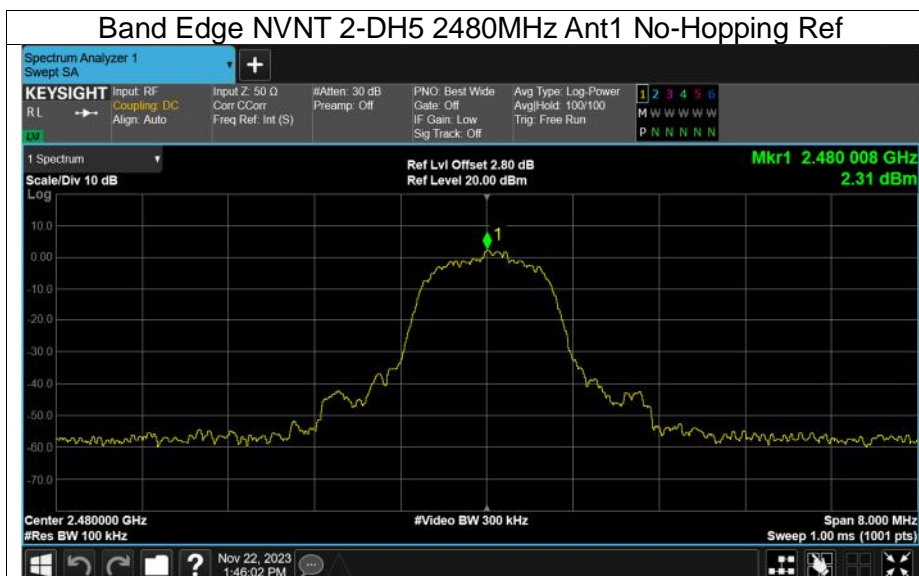 Band Edge NVNT 2-DH5 2480MHz Ant1 No-Hopping Ref
Spectrum Analyzer 1
Swept SA
+
KEYSIGHT Input: RF Input Z: 50 Ω #Atten: 30 dB PNO: Best Wide Avg Type: Log-Power 1 2 3 4 5 6
R L Coupling: DC Corr CCorr Preamp: Off Gate: Off Avg|Hold: 100/100 M W W W W W
Align: Auto Freq Ref: Int (S) IF Gain: Low Trig: Free Run
Sig Track: Off P N N N N N
1 Spectrum
Ref Lvl Offset 2.80 dB Mkr1 2.480 008 GHz
Scale/Div 10 dB Ref Level 20.00 dBm 2.31 dBm
Log
10.0
1
0.00
-10.0
-20.0
-30.0
-40.0
-50.0
-60.0
-70.0
Center 2.480000 GHz #Video BW 300 kHz Span 8.000 MHz
#Res BW 100 kHz Sweep 1.00 ms (1001 pts)
? Nov 22, 2023
1:46:02 PM